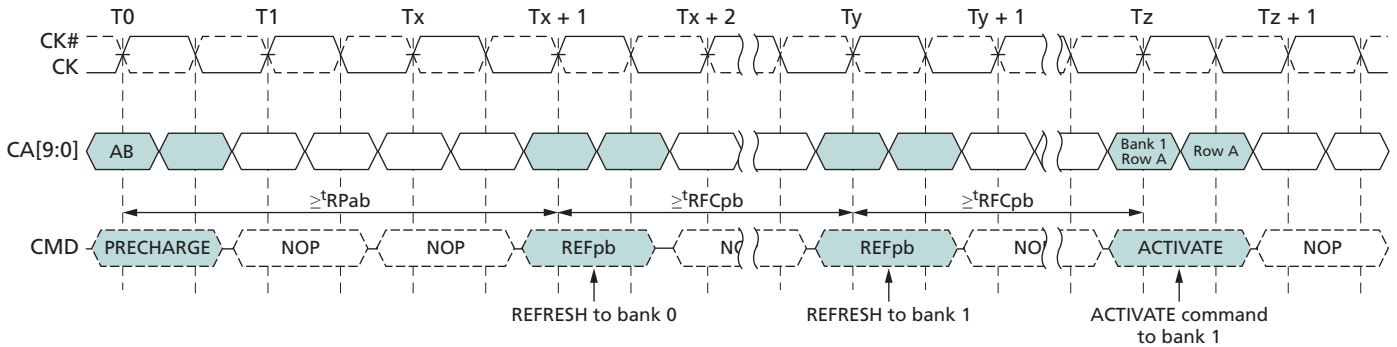 T0 T1 Tx Tx + 1 Tx + 2 Ty Ty + 1 Tz Tz + 1
CK#
CK
CA[9:0] AB Bank 1 Row A Row A
≥tRPab ≥tRFCpb ≥tRFCpb
CMD PRECHARGE NOP NOP REFpb REFpb ACTIVATE NOP
REFRESH to bank 0 REFRESH to bank 1 ACTIVATE command
to bank 1